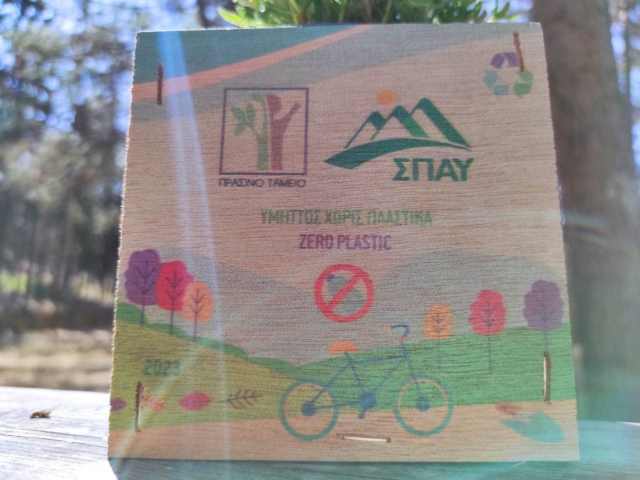 ΠΡΑΣΙΝΟ ΤΑΜΕΙΟ
ΣΠΑΥ
ΥΜΗΤΤΟΣ ΧΩΡΙΣ ΠΛΑΣΤΙΚΑ
ZERO PLASTIC
2023